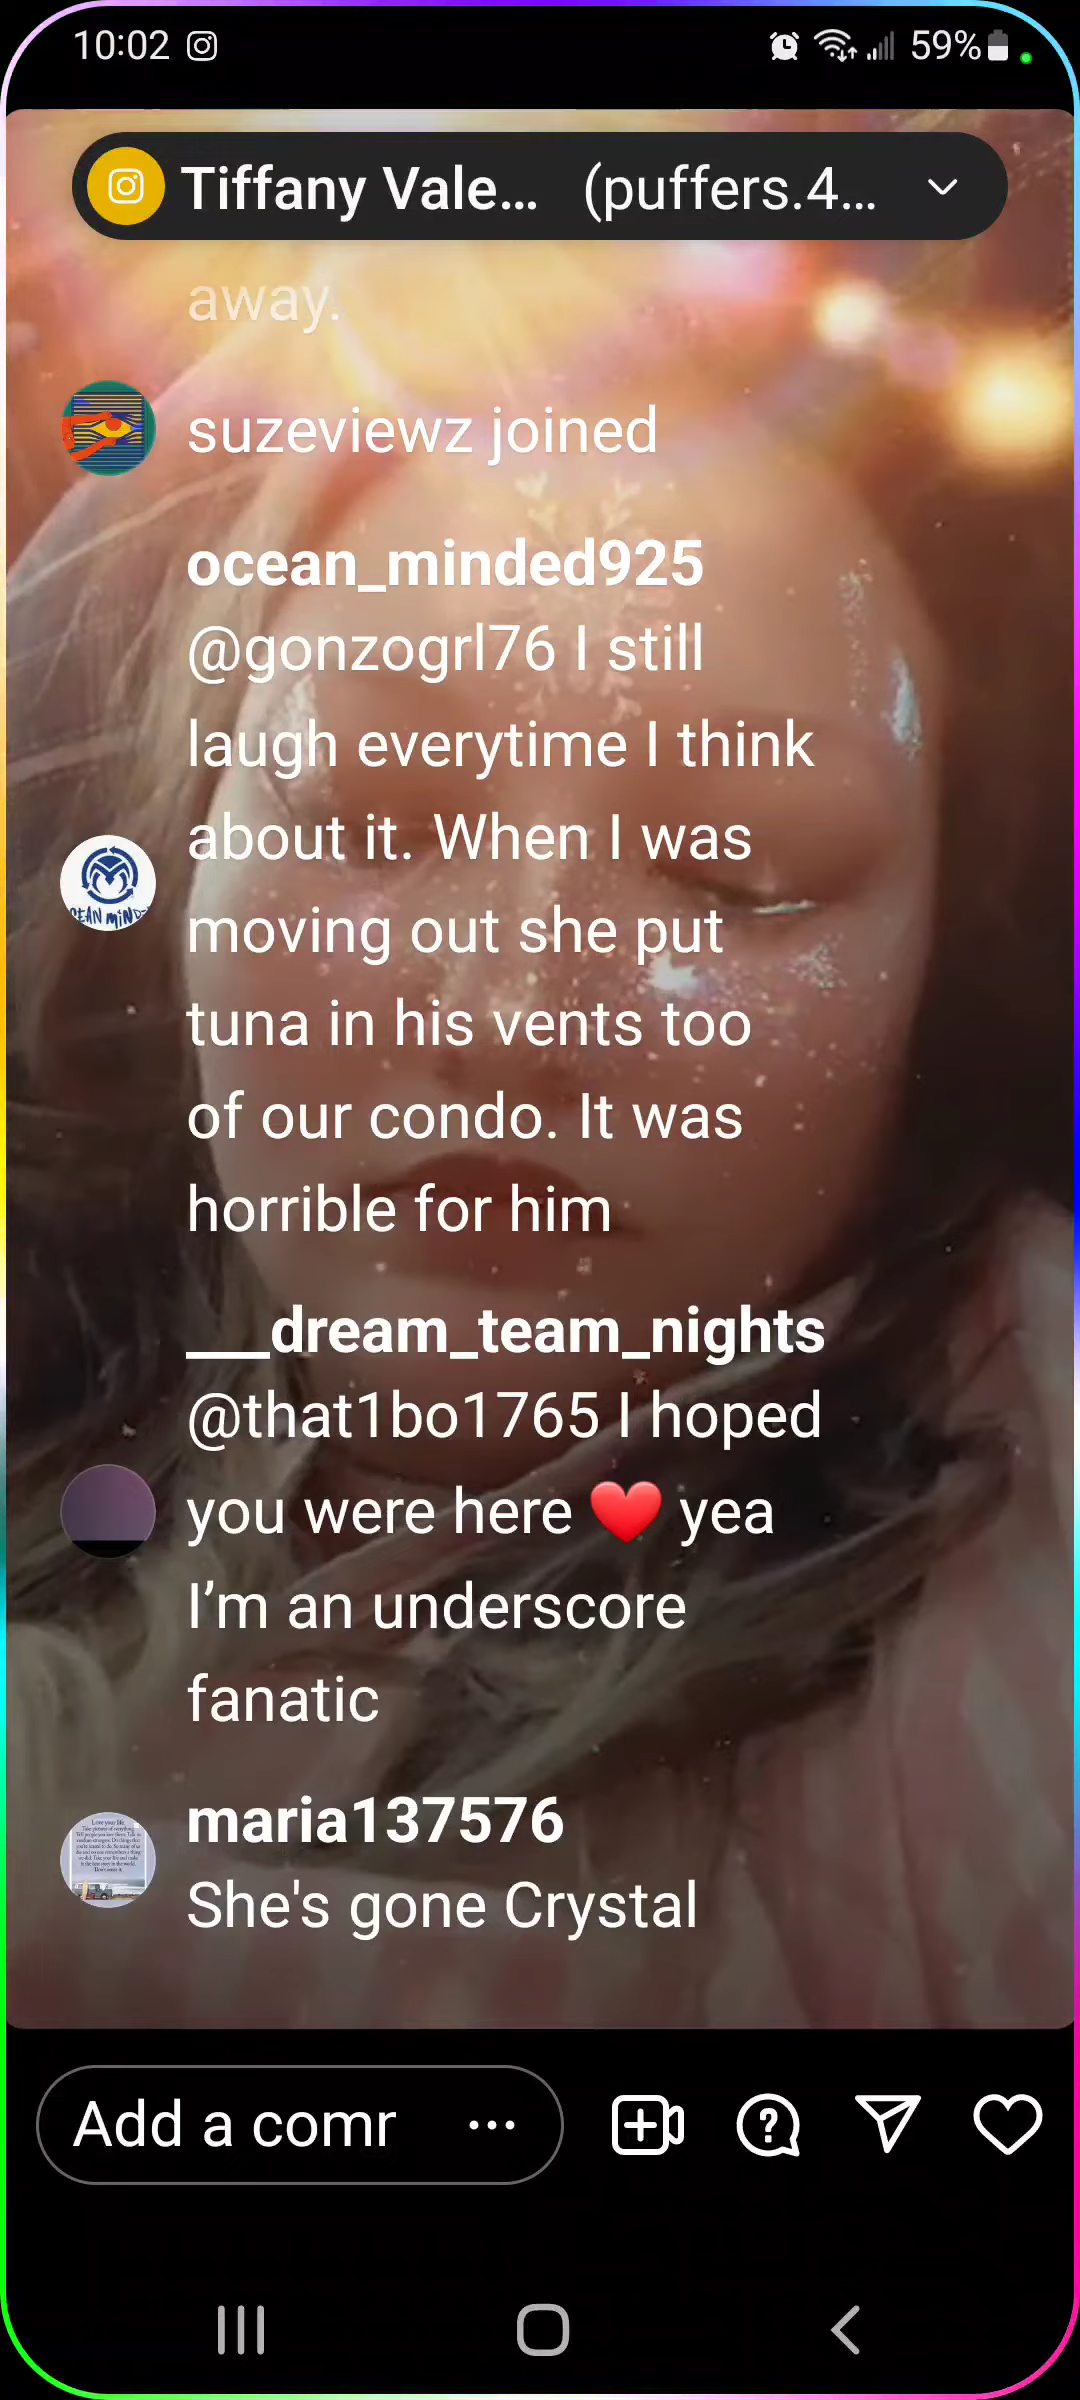 10:02 59%
Tiffany Vale... (puffers.4...
away.
suzeviewz joined
ocean_minded925
@gonzogrl76 I still
laugh everytime I think
about it. When I was
moving out she put
tuna in his vents too
of our condo. It was
horrible for him
___dream_team_nights
@that1bo1765 I hoped
you were here ❤️ yea
I’m an underscore
fanatic
maria137576
She's gone Crystal
Add a comr